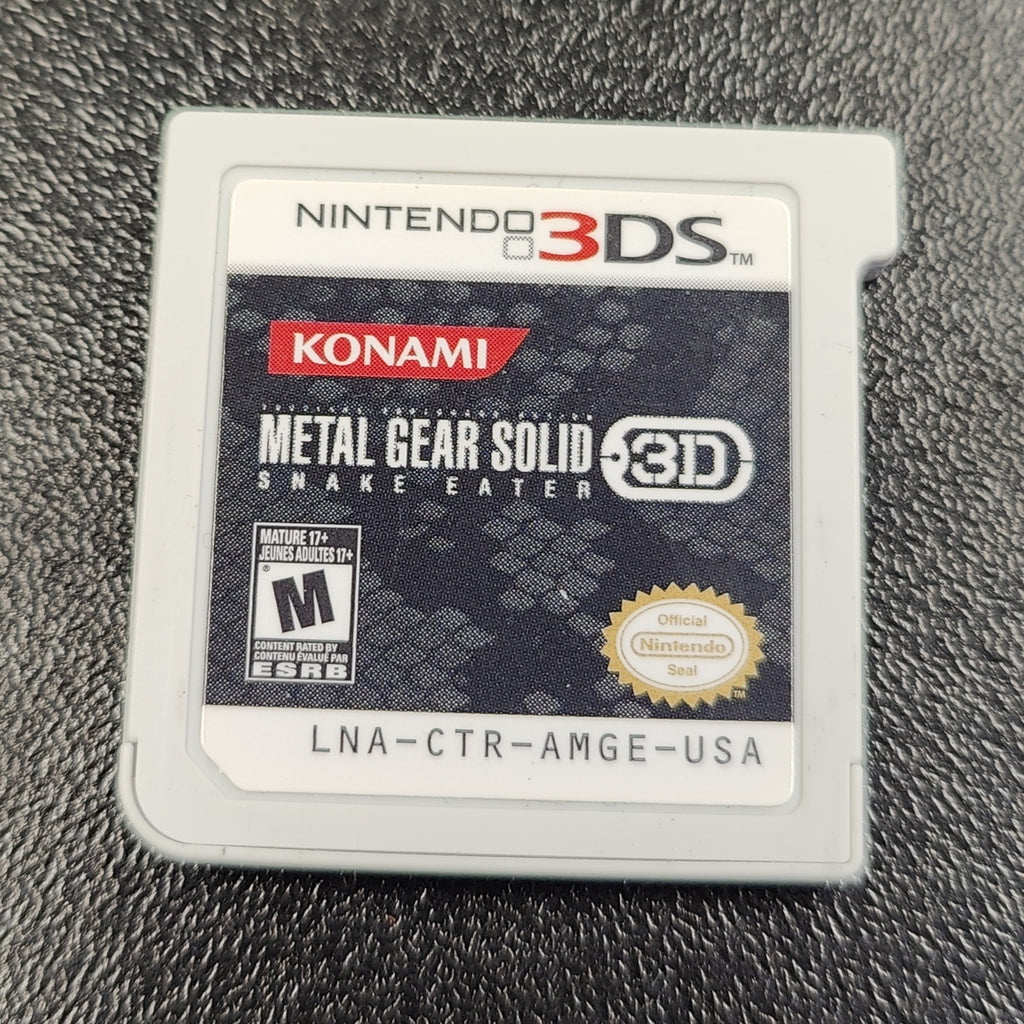 NINTENDO 3DS™
KONAMI
METAL GEAR SOLID 3D
SNAKE EATER
MATURE 17+
JEUNES ADULTES 17+
M
®
CONTENT RATED BY
CONTENU ÉVALUÉ PAR
ESRB
Official
Nintendo
Seal
TM
LNA-CTR-AMGE-USA